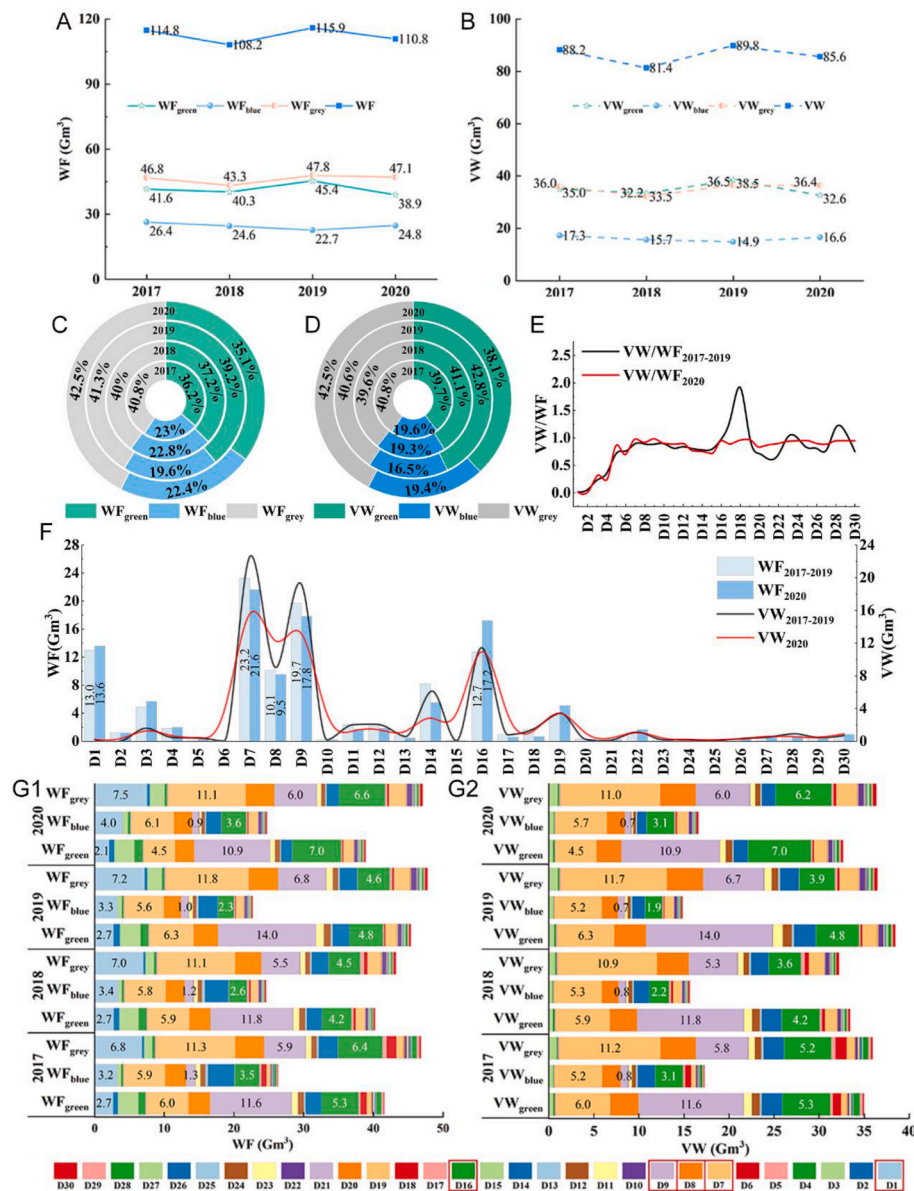 A
120
90
60
30
0
WF (Gm³)
114.8
108.2
115.9
110.8
WFgreen WFblue WFgrey WF
46.8
43.3
47.8
47.1
41.6
40.3
45.4
38.9
26.4
24.6
22.7
24.8
2017 2018 2019 2020
B
100
80
60
40
20
0
VW (Gm³)
88.2
81.4
89.8
85.6
VWgreen VWblue VWgrey VW
36.0
35.0
32.2
33.5
36.5
38.5
36.4
32.6
17.3
15.7
14.9
16.6
2017 2018 2019 2020
C
2020
2019
2018
2017
35.1%
39.2%
37.2%
36.2%
42.5%
41.3%
40%
40.8%
23%
22.8%
19.6%
22.4%
WFgreen WFblue WFgrey
D
2020
2019
2018
2017
38.1%
42.8%
41.1%
39.7%
42.5%
40.6%
39.6%
40.8%
19.6%
19.3%
16.5%
19.4%
VWgreen VWblue VWgrey
E
VW/WF2017-2019
VW/WF2020
VW/WF
2.5
2.0
1.5
1.0
0.5
0.0
D2 D4 D6 D8 D10 D12 D14 D16 D18 D20 D22 D24 D26 D28 D30
F
28
24
20
16
12
8
4
0
WF(Gm³)
24
20
16
12
8
4
0
VW(Gm³)
WF2017-2019
WF2020
VW2017-2019
VW2020
13.0
13.6
23.2
21.6
10.1
9.5
19.7
17.8
12.7
17.2
D1 D2 D3 D4 D5 D6 D7 D8 D9 D10 D11 D12 D13 D14 D15 D16 D17 D18 D19 D20 D21 D22 D23 D24 D25 D26 D27 D28 D29 D30
G1
2020
WFgrey 7.5 11.1 6.0 6.6
WFblue 4.0 6.1 0.9 3.6
WFgreen 2.1 4.5 10.9 7.0
2019
WFgrey 7.2 11.8 6.8 4.6
WFblue 3.3 5.6 1.0 2.3
WFgreen 2.7 6.3 14.0 4.8
2018
WFgrey 7.0 11.1 5.5 4.5
WFblue 3.4 5.8 1.2 2.6
WFgreen 2.7 5.9 11.8 4.2
2017
WFgrey 6.8 11.3 5.9 6.4
WFblue 3.2 5.9 1.3 3.5
WFgreen 2.7 6.0 11.6 5.3
0 10 20 30 40 50
WF (Gm³)
G2
2020
VWgrey 11.0 6.0 6.2
VWblue 5.7 0.7 3.1
VWgreen 4.5 10.9 7.0
2019
VWgrey 11.7 6.7 3.9
VWblue 5.2 0.7 1.9
VWgreen 6.3 14.0 4.8
2018
VWgrey 10.9 5.3 3.6
VWblue 5.3 0.8 2.2
VWgreen 5.9 11.8 4.2
2017
VWgrey 11.2 5.8 5.2
VWblue 5.2 0.8 3.1
VWgreen 6.0 11.6 5.3
0 5 10 15 20 25 30 35 40
VW (Gm³)
D30 D29 D28 D27 D26 D25 D24 D23 D22 D21 D20 D19 D18 D17 D16 D15 D14 D13 D12 D11 D10 D9 D8 D7 D6 D5 D4 D3 D2 D1